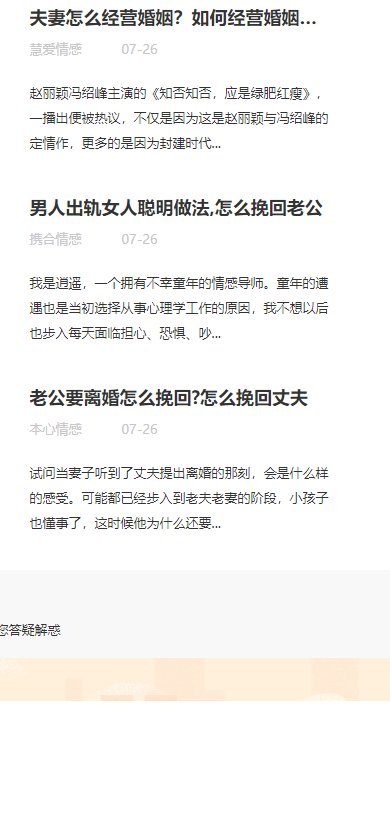 夫妻怎么经营婚姻？如何经营婚姻...
慧爱情感 07-26
赵丽颖冯绍峰主演的《知否知否，应是绿肥红瘦》，
一播出便被热议，不仅是因为这是赵丽颖与冯绍峰的
定情作，更多的是因为封建时代...
男人出轨女人聪明做法,怎么挽回老公
携合情感 07-26
我是逍遥，一个拥有不幸童年的情感导师。童年的遭
遇也是当初选择从事心理学工作的原因，我不想以后
也步入每天面临担心、恐惧、吵...
老公要离婚怎么挽回?怎么挽回丈夫
本心情感 07-26
试问当妻子听到了丈夫提出离婚的那刻，会是什么样
的感受。可能都已经步入到老夫老妻的阶段，小孩子
也懂事了，这时候他为什么还要...
您答疑解惑